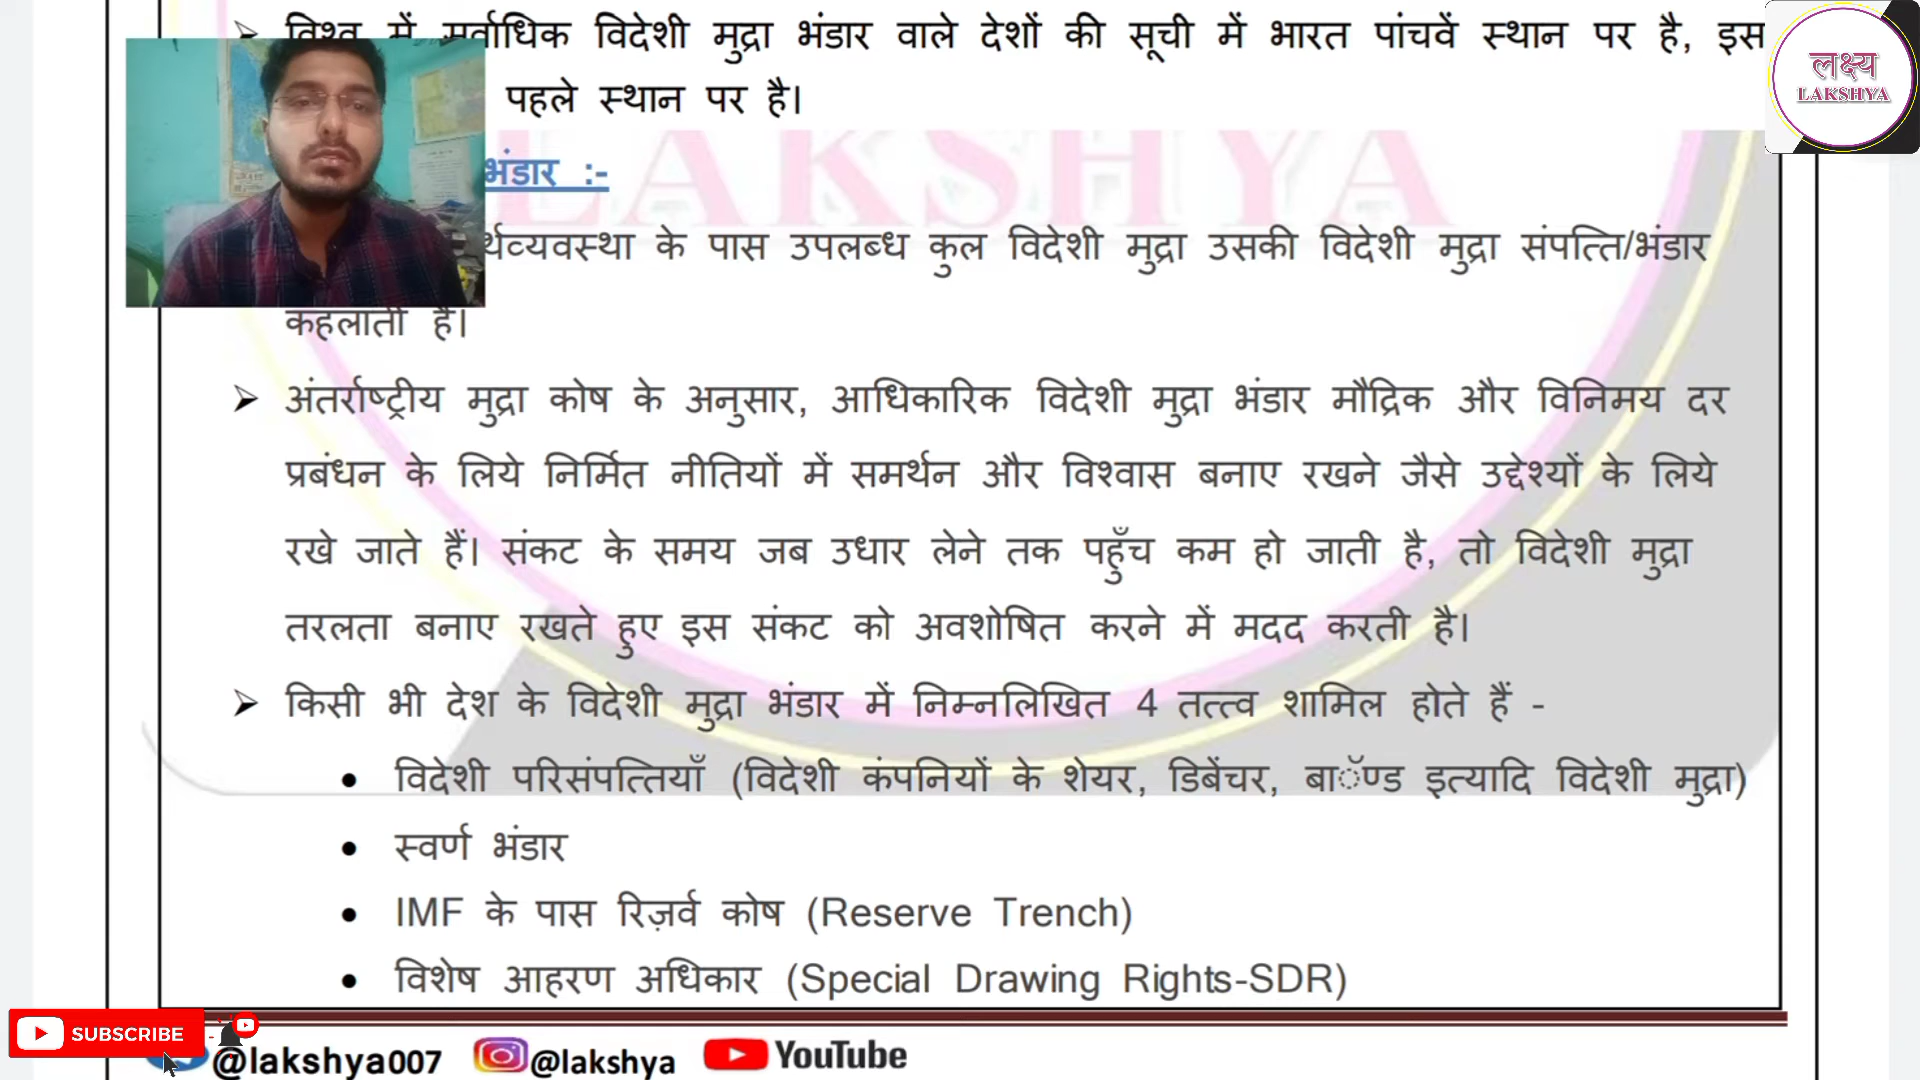 विश्व में सर्वाधिक विदेशी मुद्रा भंडार वाले देशों की सूची में भारत पांचवें स्थान पर है, इस
पहले स्थान पर है।
लक्ष्य
LAKSHYA
LAKSHYA
भंडार :-
के पास उपलब्ध कुल विदेशी मुद्रा उसकी विदेशी मुद्रा संपत्ति/भंडार
कहलाती है।
➢ अंतर्राष्ट्रीय मुद्रा कोष के अनुसार, आधिकारिक विदेशी मुद्रा भंडार मौद्रिक और विनिमय दर
प्रबंधन के लिये निर्मित नीतियों में समर्थन और विश्वास बनाए रखने जैसे उद्देश्यों के लिये
रखे जाते हैं। संकट के समय जब उधार लेने तक पहुँच कम हो जाती है, तो विदेशी मुद्रा
तरलता बनाए रखते हुए इस संकट को अवशोषित करने में मदद करती है।
➢ किसी भी देश के विदेशी मुद्रा भंडार में निम्नलिखित 4 तत्त्व शामिल होते हैं -
• विदेशी परिसंपत्तियाँ (विदेशी कंपनियों के शेयर, डिबेंचर, बाॅण्ड इत्यादि विदेशी मुद्रा)
• स्वर्ण भंडार
• IMF के पास रिज़र्व कोष (Reserve Trench)
• विशेष आहरण अधिकार (Special Drawing Rights-SDR)
SUBSCRIBE
@lakshya007 @lakshya YouTube